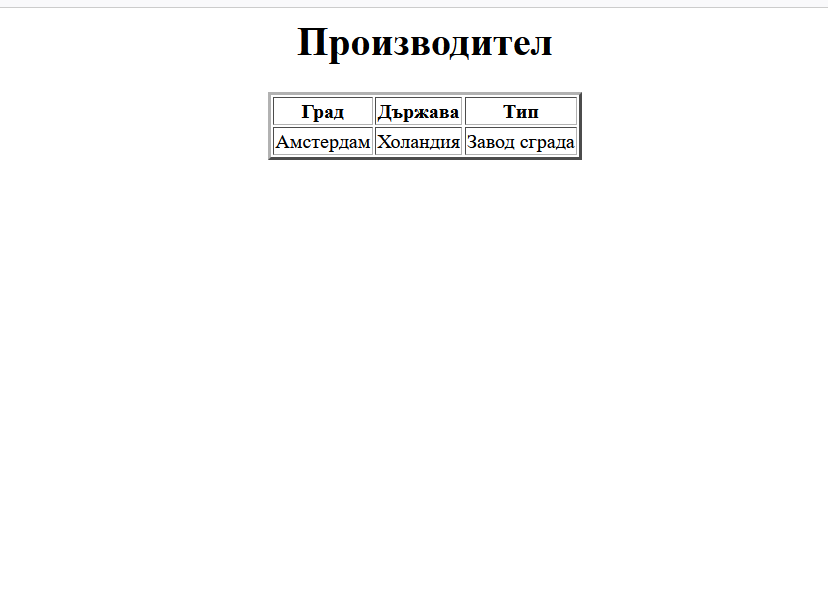 Производител
Град Държава Тип
Амстердам Холандия Завод сграда